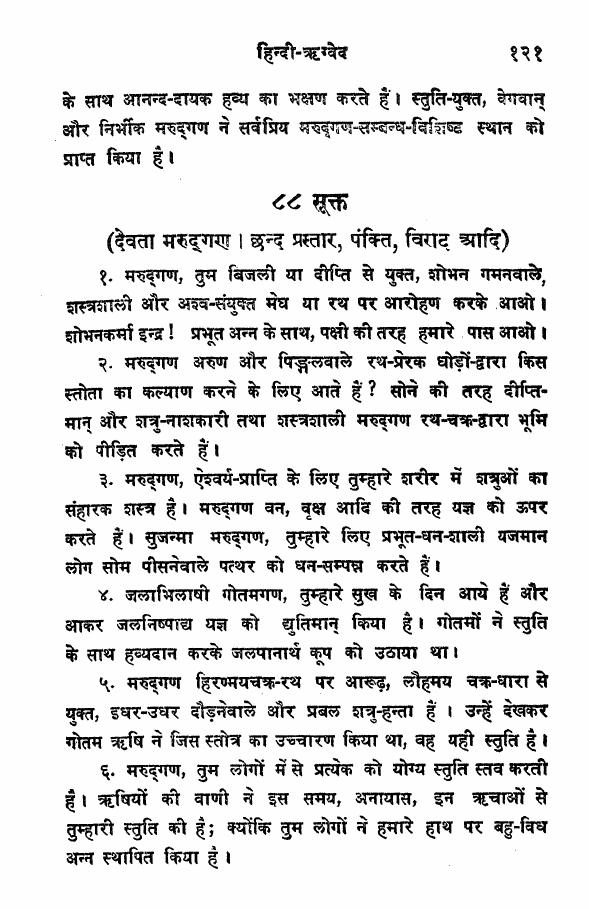 हिन्दी-ऋग्वेद १२१
के साथ आनन्द-दायक हव्य का भक्षण करते हैं। स्तुति-युक्त, वेगवान्
और निर्भीक मरुद्गण ने सर्वप्रिय मरुद्गण-सम्बन्ध-विशिष्ट स्थान को
प्राप्त किया है।
८८ सूक्त
(देवता मरुद्गण। छन्द प्रस्तार, पंक्ति, विराट् आदि)
१. मरुद्गण, तुम बिजली या दीप्ति से युक्त, शोभन गमनवाले,
शस्त्रशाली और अश्व-संयुक्त मेघ या रथ पर आरोहण करके आओ।
शोभनकर्मा इन्द्र! प्रभूत अन्न के साथ, पक्षी की तरह हमारे पास आओ।
२. मरुद्गण अरुण और पिङ्गलवाले रथ-प्रेरक घोड़ों-द्वारा किस
स्तोता का कल्याण करने के लिए आते हैं? सोने की तरह दीप्ति-
मान् और शत्रु-नाशकारी तथा शस्त्रशाली मरुद्गण रथ-चक्र-द्वारा भूमि
को पीड़ित करते हैं।
३. मरुद्गण, ऐश्वर्य-प्राप्ति के लिए तुम्हारे शरीर में शत्रुओं का
संहारक शस्त्र है। मरुद्गण वन, वृक्ष आदि की तरह यज्ञ को ऊपर
करते हैं। सुजन्मा मरुद्गण, तुम्हारे लिए प्रभूत-धन-शाली यजमान
लोग सोम पीसनेवाले पत्थर को धन-सम्पन्न करते हैं।
४. जलाभिलाषी गोतमगण, तुम्हारे सुख के दिन आये हैं और
आकर जलनिष्पाद्य यज्ञ को द्युतिमान् किया है। गोतमों ने स्तुति
के साथ हव्यदान करके जलपानार्थ कूप को उठाया था।
५. मरुद्गण हिरण्मयचक्र-रथ पर आरूढ़, लौहमय चक्र-धारा से
युक्त, इधर-उधर दौड़नेवाले और प्रबल शत्रु-हन्ता हैं। उन्हें देखकर
गोतम ऋषि ने जिस स्तोत्र का उच्चारण किया था, वह यही स्तुति है।
६. मरुद्गण, तुम लोगों में से प्रत्येक को योग्य स्तुति स्तव करती
है। ऋषियों की वाणी ने इस समय, अनायास, इन ऋचाओं से
तुम्हारी स्तुति की है; क्योंकि तुम लोगों ने हमारे हाथ पर बहु-विध
अन्न स्थापित किया है।